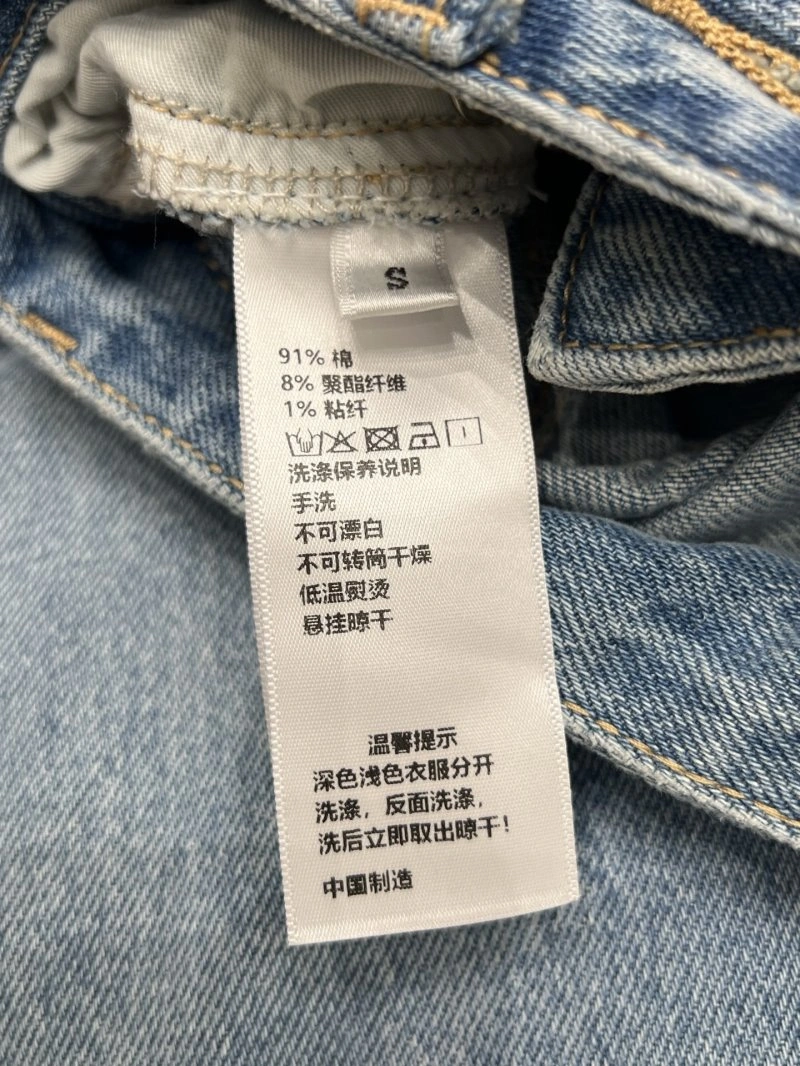 S
91% 棉
8% 聚酯纤维
1% 粘纤
洗涤保养说明
手洗
不可漂白
不可转筒干燥
低温熨烫
悬挂晾干
温馨提示
深色浅色衣服分开
洗涤，反面洗涤，
洗后立即取出晾干！
中国制造